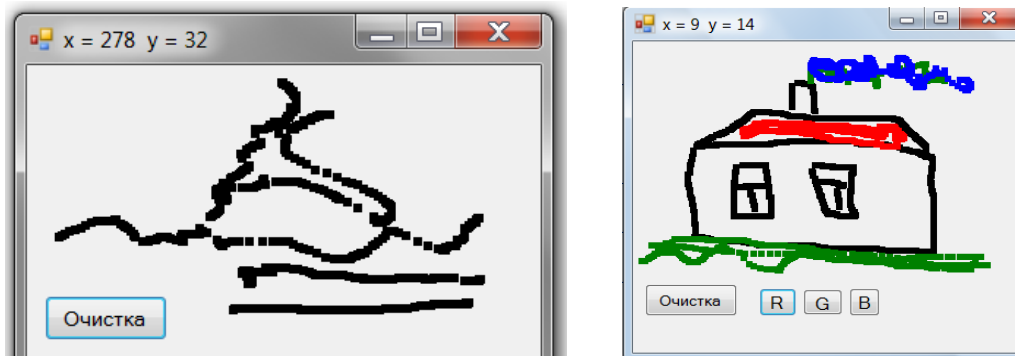 x = 278 y = 32
Очистка
x = 9 y = 14
Очистка R G B